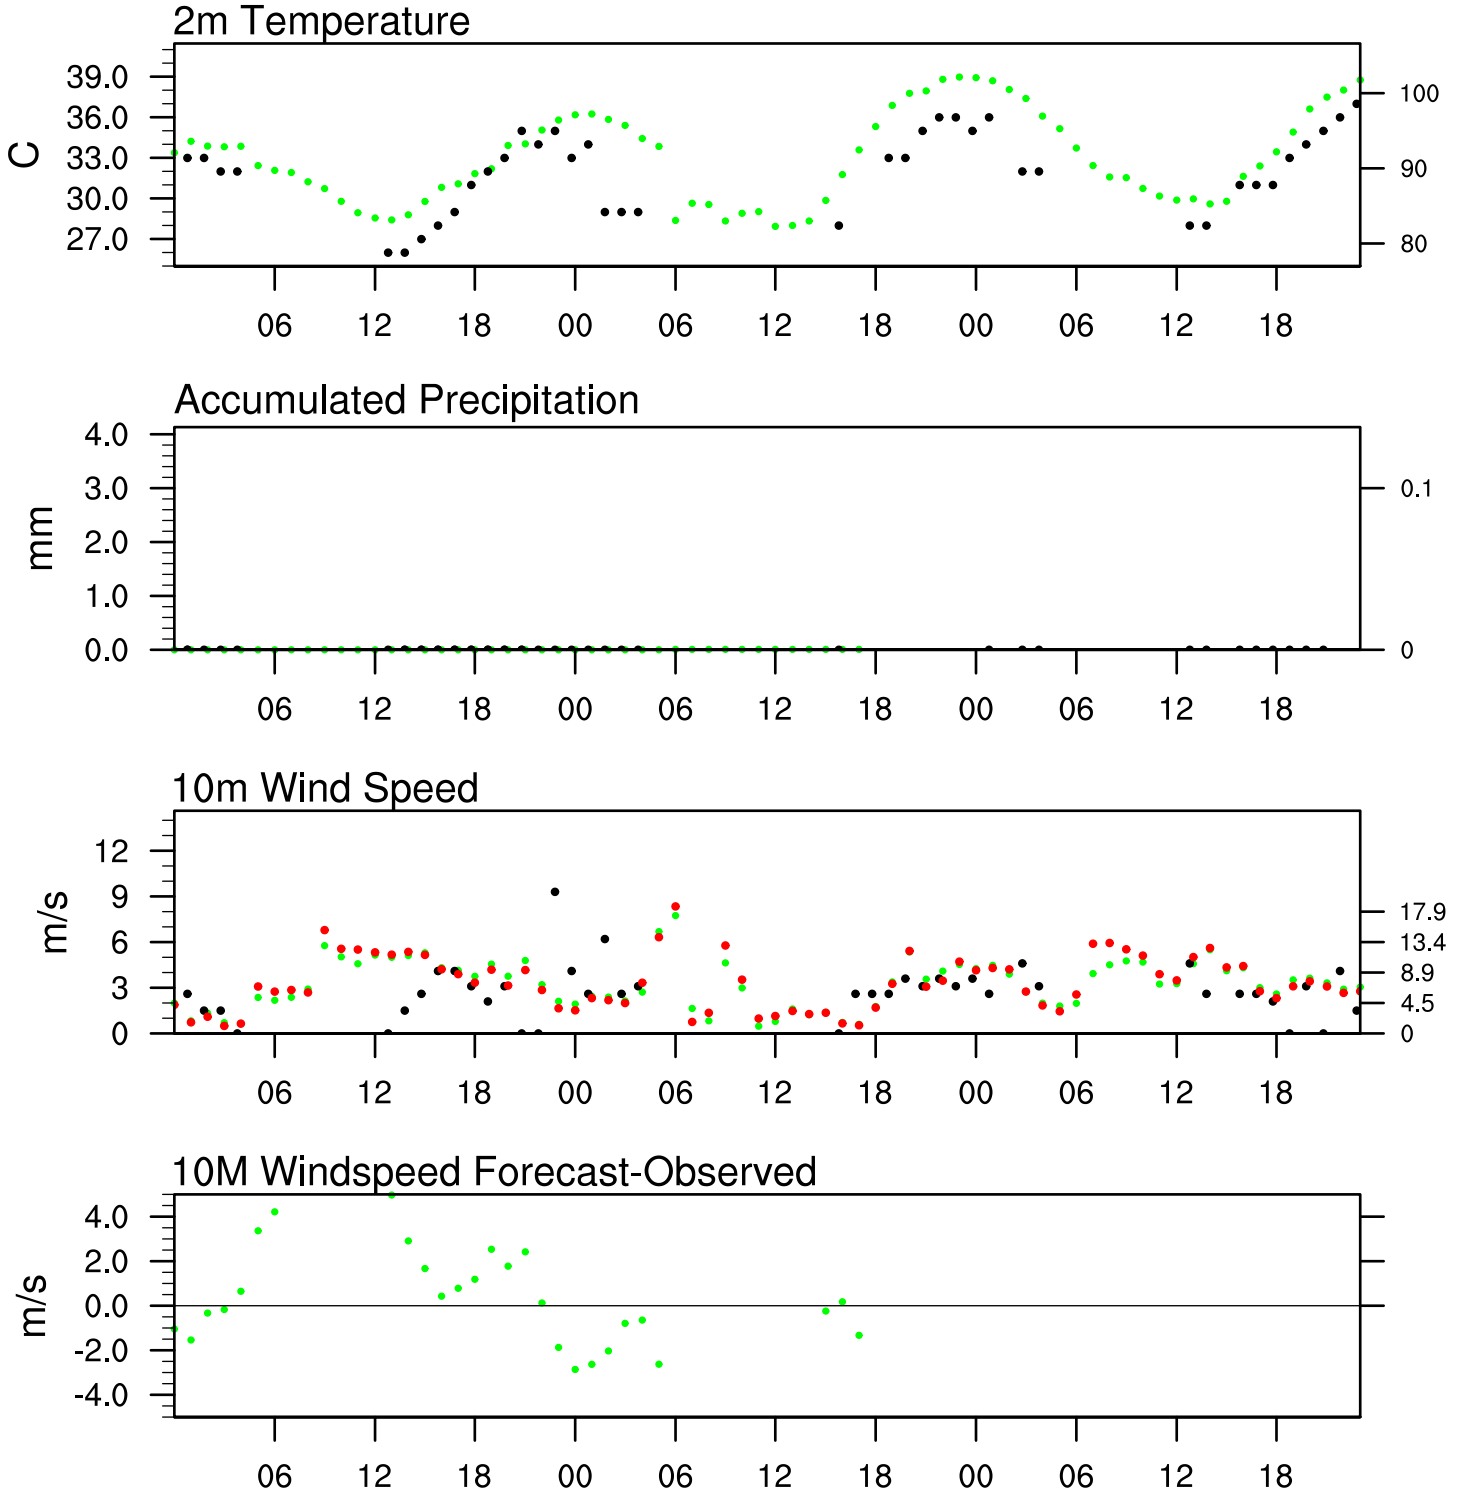 2m Temperature
39.0
36.0
33.0
30.0
27.0
C
100
90
80
06 12 18 00 06 12 18 00 06 12 18
Accumulated Precipitation
4.0
3.0
2.0
1.0
0.0
mm
0.1
0
06 12 18 00 06 12 18 00 06 12 18
10m Wind Speed
12
9
6
3
0
m/s
17.9
13.4
8.9
4.5
0
06 12 18 00 06 12 18 00 06 12 18
10M Windspeed Forecast-Observed
4.0
2.0
0.0
-2.0
-4.0
m/s
06 12 18 00 06 12 18 00 06 12 18